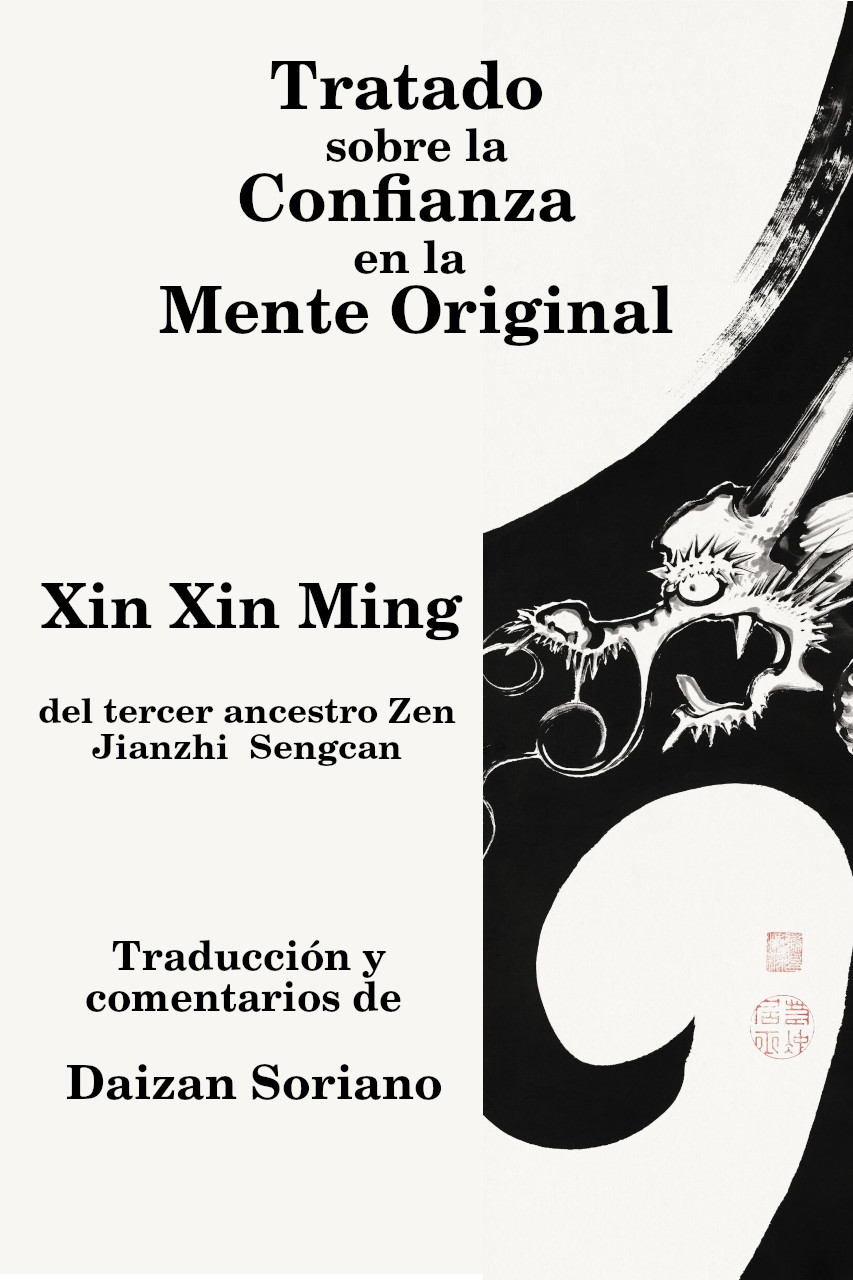 Tratado
sobre la
Confianza
en la
Mente Original
Xin Xin Ming
del tercer ancestro Zen
Jianzhi Sengcan
Traducción y
comentarios de
Daizan Soriano